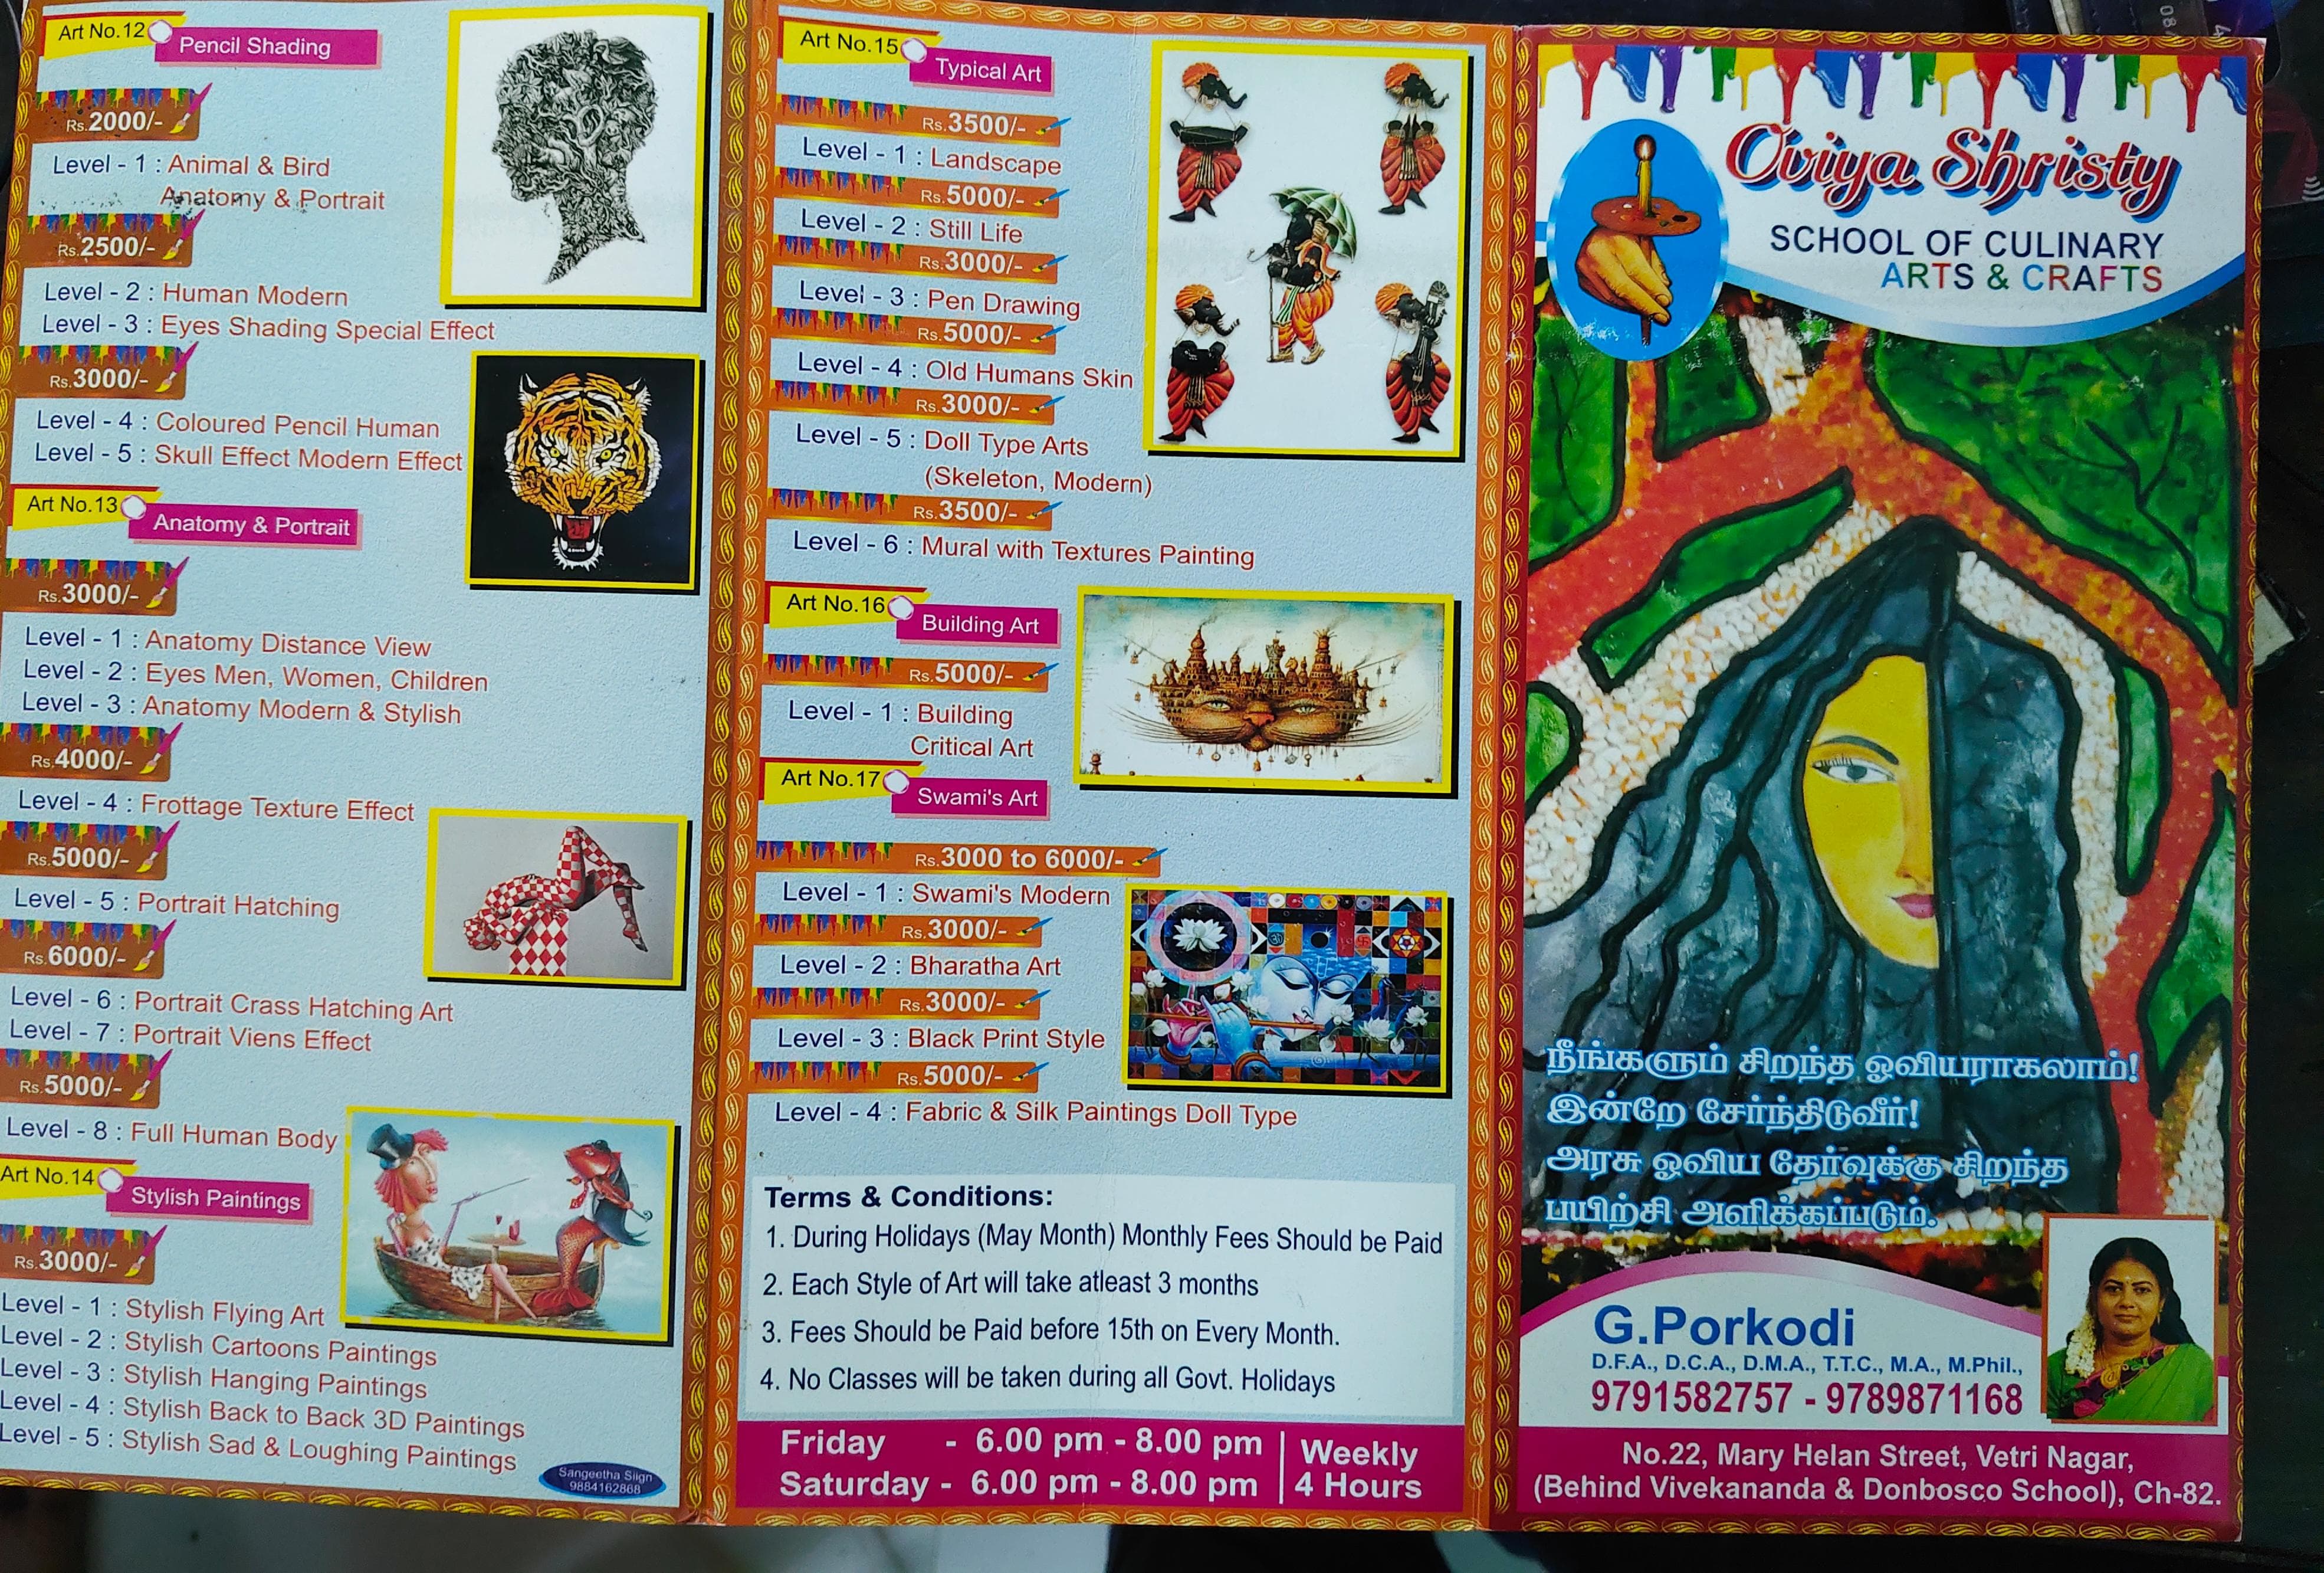 Art No.12
Pencil Shading
Rs.2000/-
Level - 1 : Animal & Bird
Anatomy & Portrait
Rs.2500/-
Level - 2 : Human Modern
Level - 3 : Eyes Shading Special Effect
Rs.3000/-
Level - 4 : Coloured Pencil Human
Level - 5 : Skull Effect Modern Effect
Art No.13
Anatomy & Portrait
Rs.3000/-
Level - 1 : Anatomy Distance View
Level - 2 : Eyes Men, Women, Children
Level - 3 : Anatomy Modern & Stylish
Rs.4000/-
Level - 4 : Frottage Texture Effect
Rs.5000/-
Level - 5 : Portrait Hatching
Rs.6000/-
Level - 6 : Portrait Crass Hatching Art
Level - 7 : Portrait Viens Effect
Rs.5000/-
Level - 8 : Full Human Body
Art No.14
Stylish Paintings
Rs.3000/-
Level - 1 : Stylish Flying Art
Level - 2 : Stylish Cartoons Paintings
Level - 3 : Stylish Hanging Paintings
Level - 4 : Stylish Back to Back 3D Paintings
Level - 5 : Stylish Sad & Loughing Paintings
Sangeetha Siign
9884162868
Art No.15
Typical Art
Rs.3500/-
Level - 1 : Landscape
Rs.5000/-
Level - 2 : Still Life
Rs.3000/-
Level - 3 : Pen Drawing
Rs.5000/-
Level - 4 : Old Humans Skin
Rs.3000/-
Level - 5 : Doll Type Arts
(Skeleton, Modern)
Rs.3500/-
Level - 6 : Mural with Textures Painting
Art No.16
Building Art
Rs.5000/-
Level - 1 : Building
Critical Art
Art No.17
Swami's Art
Rs.3000 to 6000/-
Level - 1 : Swami's Modern
Rs.3000/-
Level - 2 : Bharatha Art
Rs.3000/-
Level - 3 : Black Print Style
Rs.5000/-
Level - 4 : Fabric & Silk Paintings Doll Type
Terms & Conditions:
1. During Holidays (May Month) Monthly Fees Should be Paid
2. Each Style of Art will take atleast 3 months
3. Fees Should be Paid before 15th on Every Month.
4. No Classes will be taken during all Govt. Holidays
Friday - 6.00 pm - 8.00 pm
Saturday - 6.00 pm - 8.00 pm
Weekly
4 Hours
Oviya Shristy
SCHOOL OF CULINARY
ARTS & CRAFTS
நீங்களும் சிறந்த ஓவியராகலாம்!
இன்றே சேர்ந்திடுவீர்!
அரசு ஓவிய தேர்வுக்கு சிறந்த
பயிற்சி அளிக்கப்படும்.
G.Porkodi
D.F.A., D.C.A., D.M.A., T.T.C., M.A., M.Phil.,
9791582757 - 9789871168
No.22, Mary Helan Street, Vetri Nagar,
(Behind Vivekananda & Donbosco School), Ch-82.